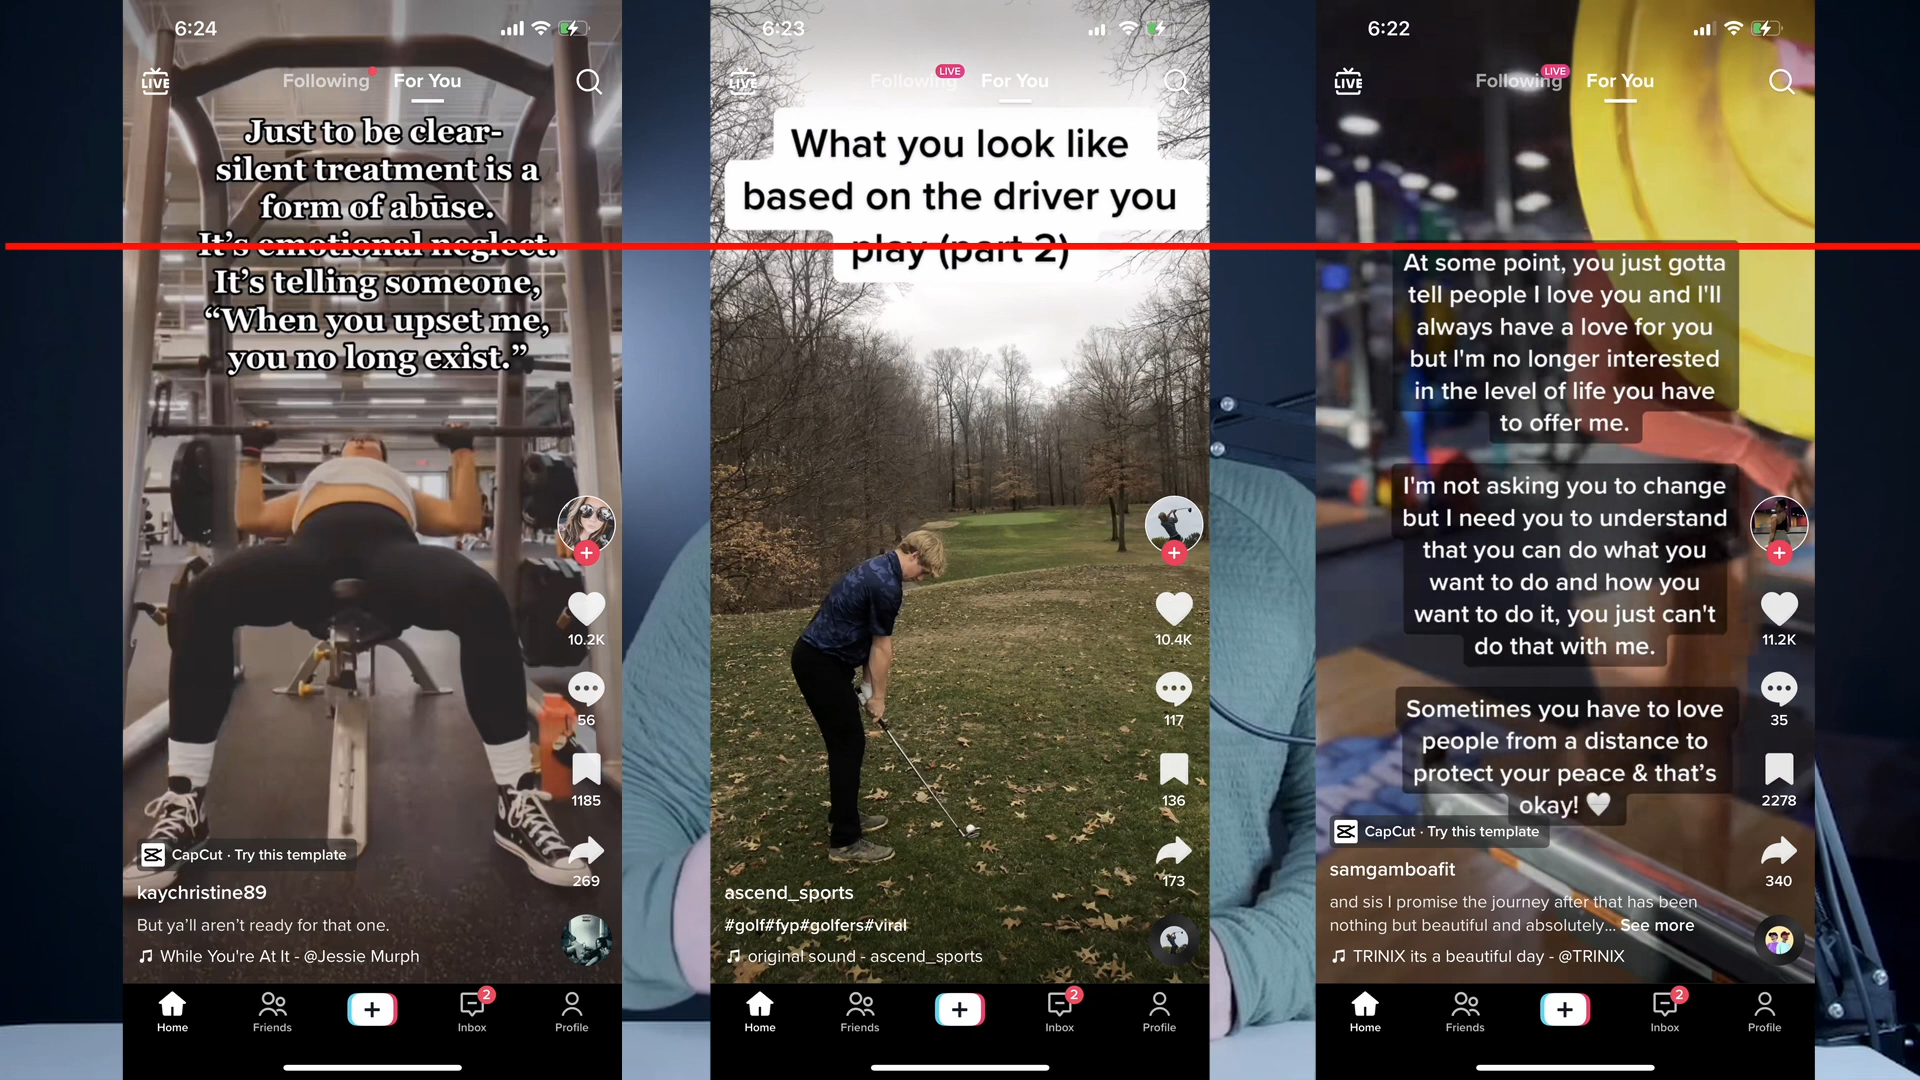 6:24
LIVE
Following
For You
Just to be clear-
silent treatment is a
form of abūse.
It's emotional neglect.
It's telling someone,
“When you upset me,
you no long exist.”
10.2K
56
1185
269
CapCut · Try this template
kaychristine89
But ya'll aren't ready for that one.
While You're At It - @Jessie Murph
Home
Friends
2
Inbox
Profile
6:23
LIVE
Following
LIVE
For You
What you look like
based on the driver you
play (part 2)
10.4K
117
136
173
ascend_sports
#golf#fyp#golfers#viral
original sound - ascend_sports
Home
Friends
2
Inbox
Profile
6:22
LIVE
Following
LIVE
For You
At some point, you just gotta
tell people I love you and I'll
always have a love for you
but I'm no longer interested
in the level of life you have
to offer me.
I'm not asking you to change
but I need you to understand
that you can do what you
want to do and how you
want to do it, you just can't
do that with me.
Sometimes you have to love
people from a distance to
protect your peace & that's
okay! 🤍
11.2K
35
2278
340
CapCut · Try this template
samgamboafit
and sis I promise the journey after that has been
nothing but beautiful and absolutely... See more
TRINIX its a beautiful day - @TRINIX
Home
Friends
2
Inbox
Profile